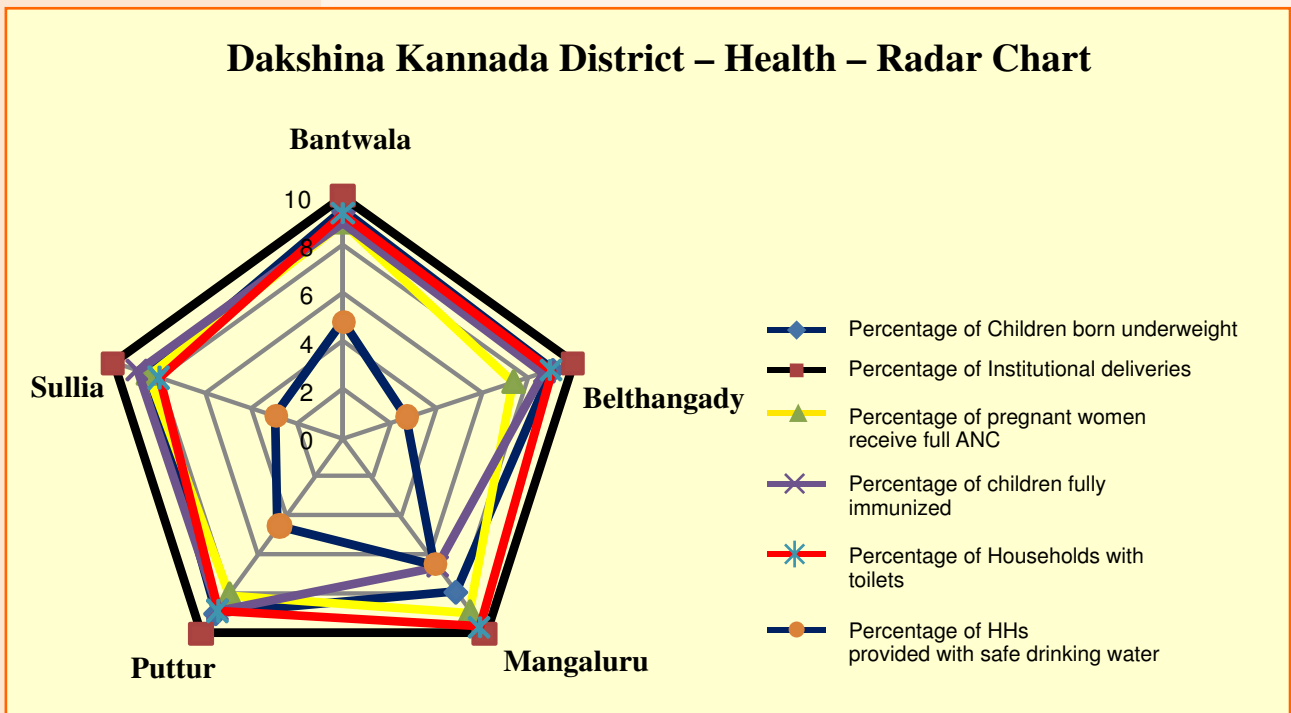 Dakshina Kannada District – Health – Radar Chart
Bantwala
10
8
6
4
2
0
Sullia
Belthangady
Puttur
Mangaluru
Percentage of Children born underweight
Percentage of Institutional deliveries
Percentage of pregnant women
receive full ANC
Percentage of children fully
immunized
Percentage of Households with
toilets
Percentage of HHs
provided with safe drinking water